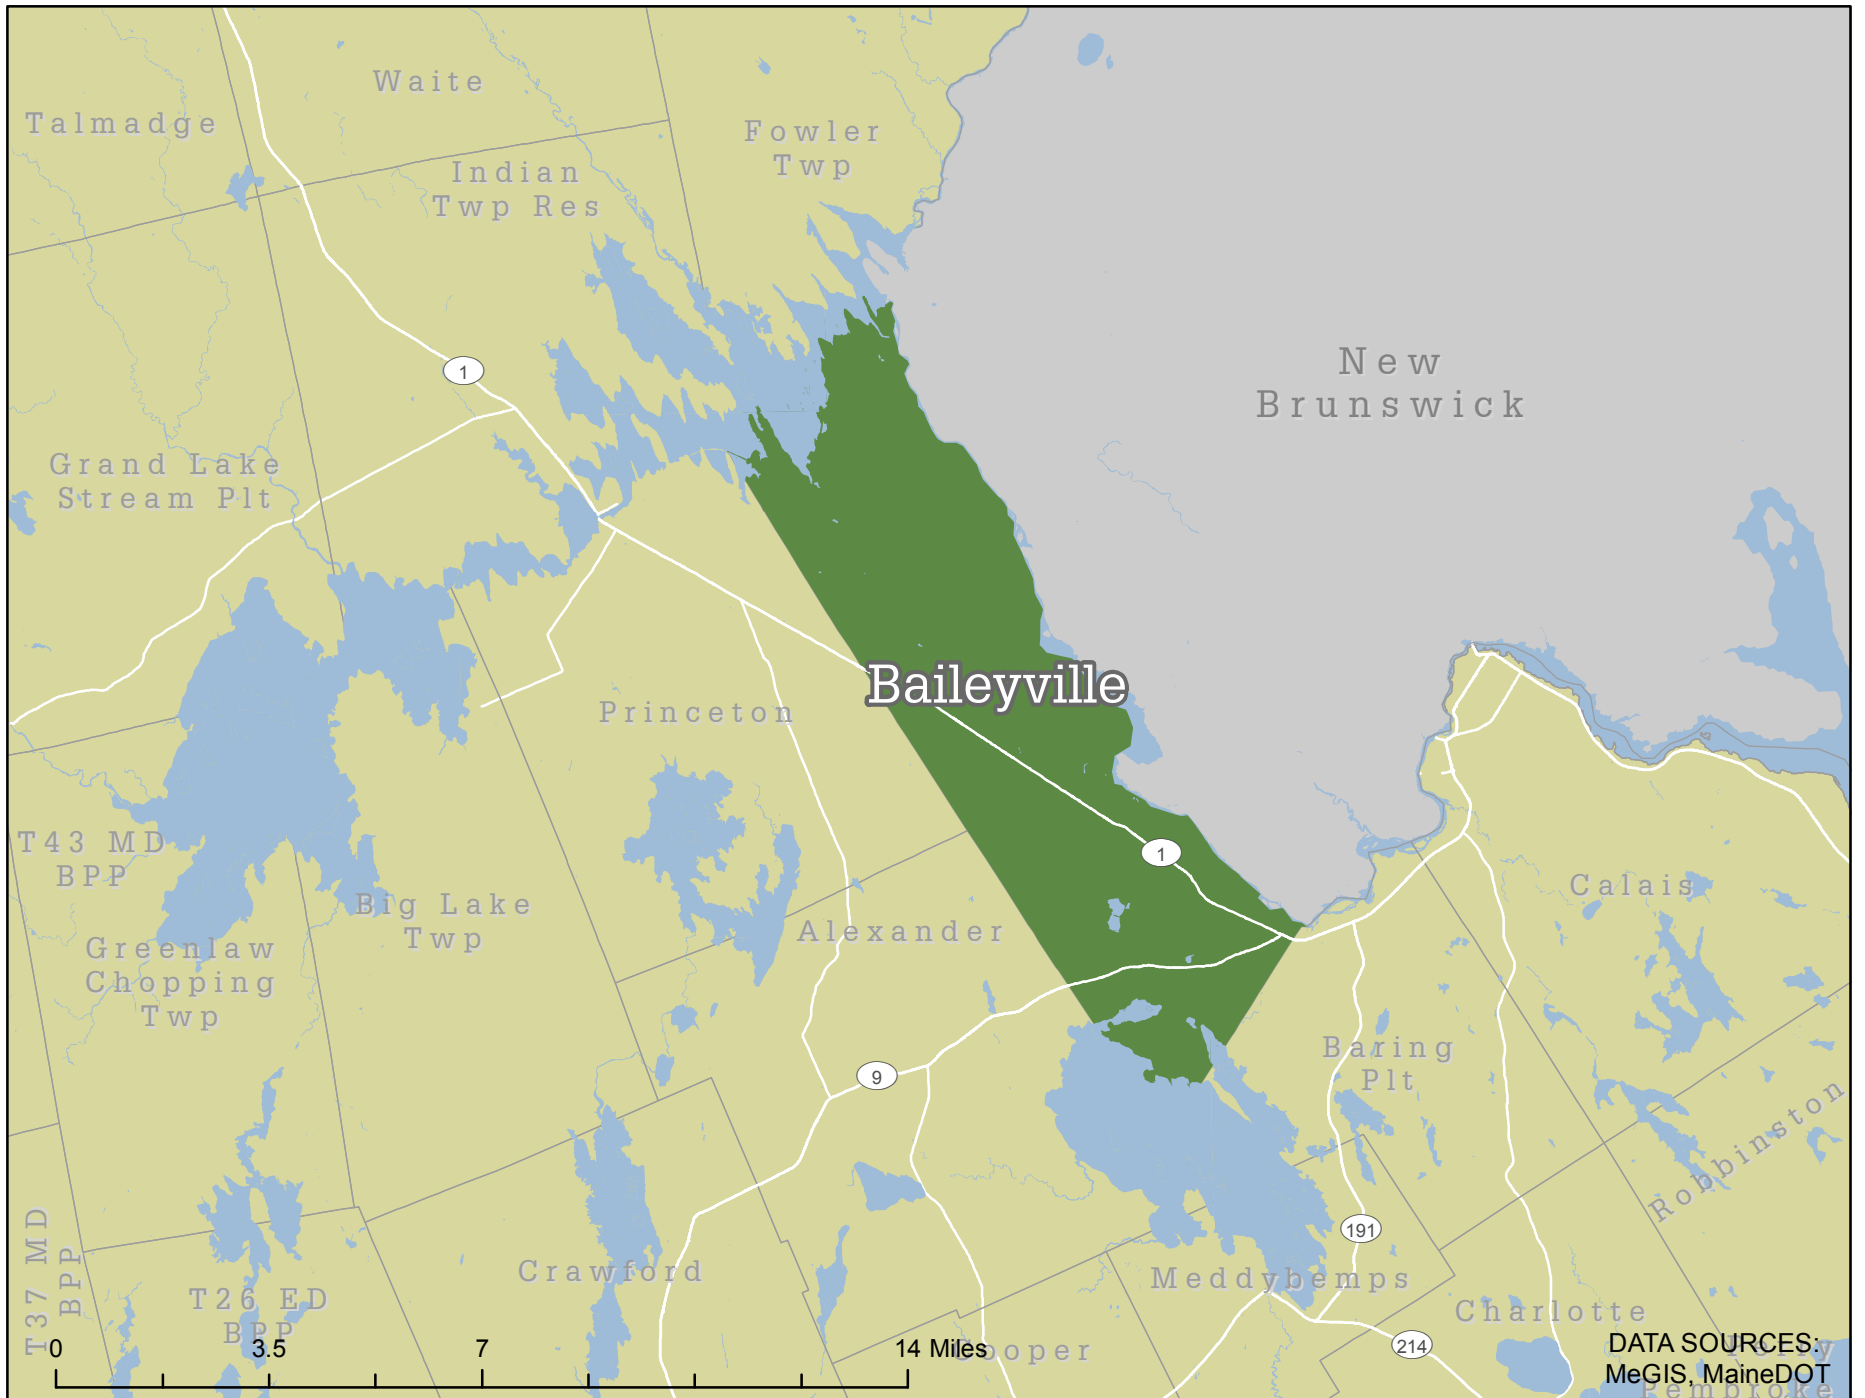 Waite
Talmadge
Fowler
Twp
Indian
Twp Res
New
Brunswick
1
Grand Lake
Stream Plt
Baileyville
Princeton
T43 MD
BPP
1
Calais
Big Lake
Twp
Alexander
Greenlaw
Chopping
Twp
Baring
Plt
9
Robbinston
191
T37 MD
BPP
Crawford
Meddybemps
T26 ED
BPP
Charlotte
Cooper
214
Perry
Pembroke
0
3.5
7
14 Miles
DATA SOURCES:
MeGIS, MaineDOT